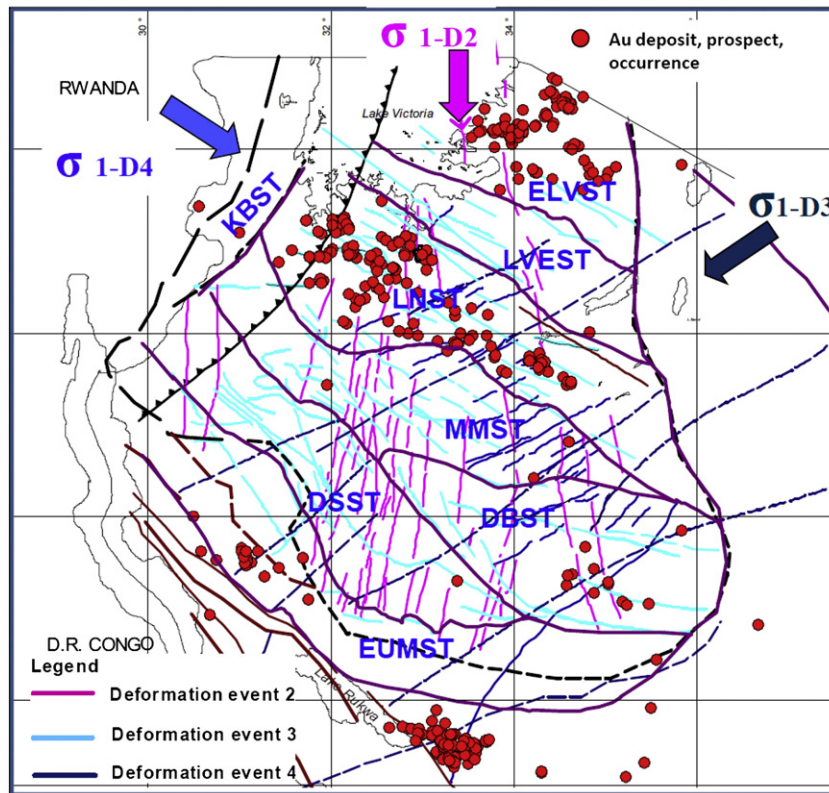 30°
32
34
σ 1-D2
Au deposit, prospect,
occurrence
RWANDA
Lake Victoria
σ 1-D4
KBST
ELVST
σ1-D3
LVEST
LNST
MMST
DSST
DBST
EUMST
D.R. CONGO
Legend
Deformation event 2
Lake Rukwa
Deformation event 3
Deformation event 4